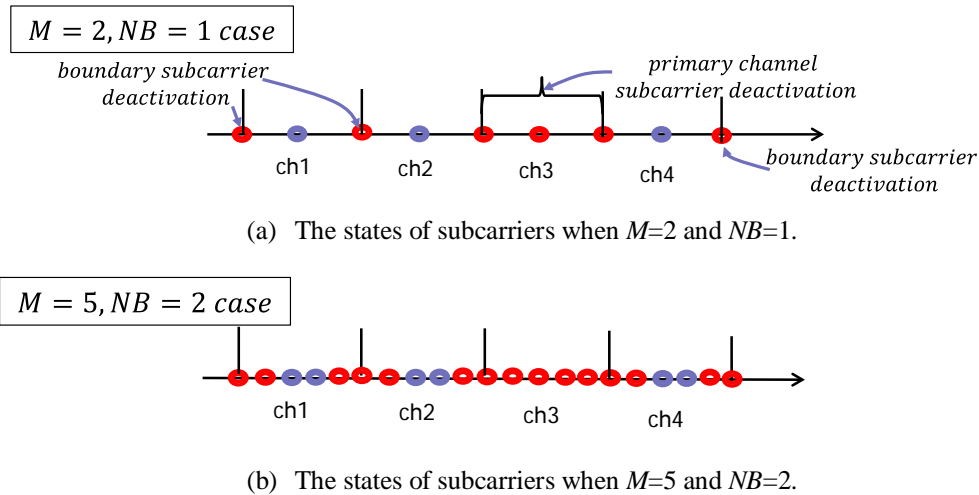 M = 2, NB = 1 case
boundary subcarrier
deactivation
primary channel
subcarrier deactivation
ch1
ch2
ch3
ch4
boundary subcarrier
deactivation
(a) The states of subcarriers when M=2 and NB=1.
M = 5, NB = 2 case
ch1
ch2
ch3
ch4
(b) The states of subcarriers when M=5 and NB=2.